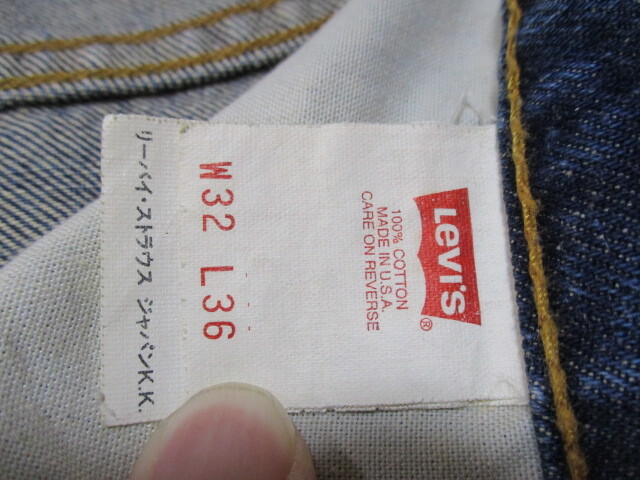 Levi's®
100% COTTON
MADE IN U.S.A.
CARE ON REVERSE
W32 L36
リーバイ・ストラウス ジャパンK.K.